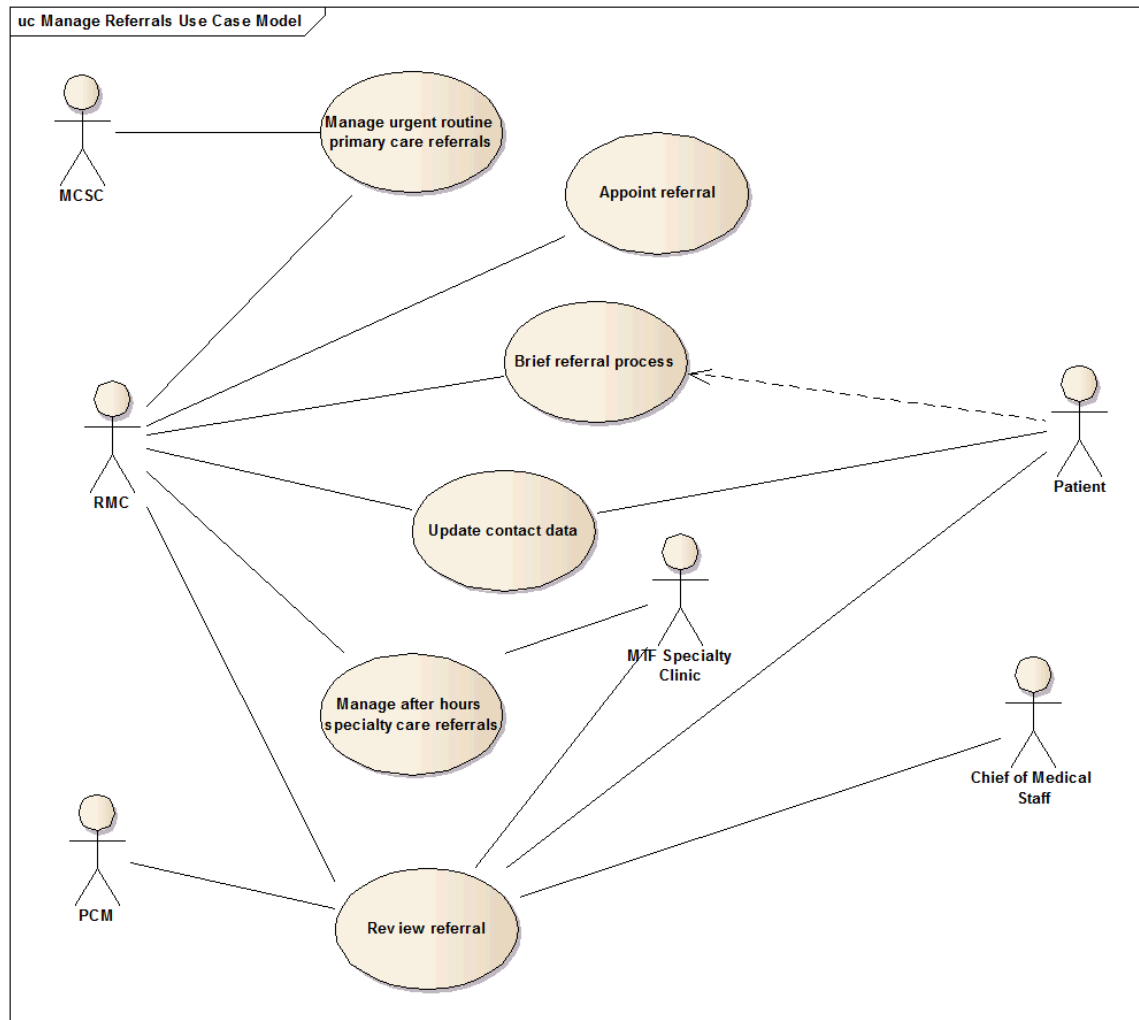 uc Manage Referrals Use Case Model
MCSC
Manage urgent routine
primary care referrals
Appoint referral
Brief referral process
RMC
Patient
Update contact data
MTF Specialty
Clinic
Manage after hours
specialty care referrals
Chief of Medical
Staff
PCM
Review referral